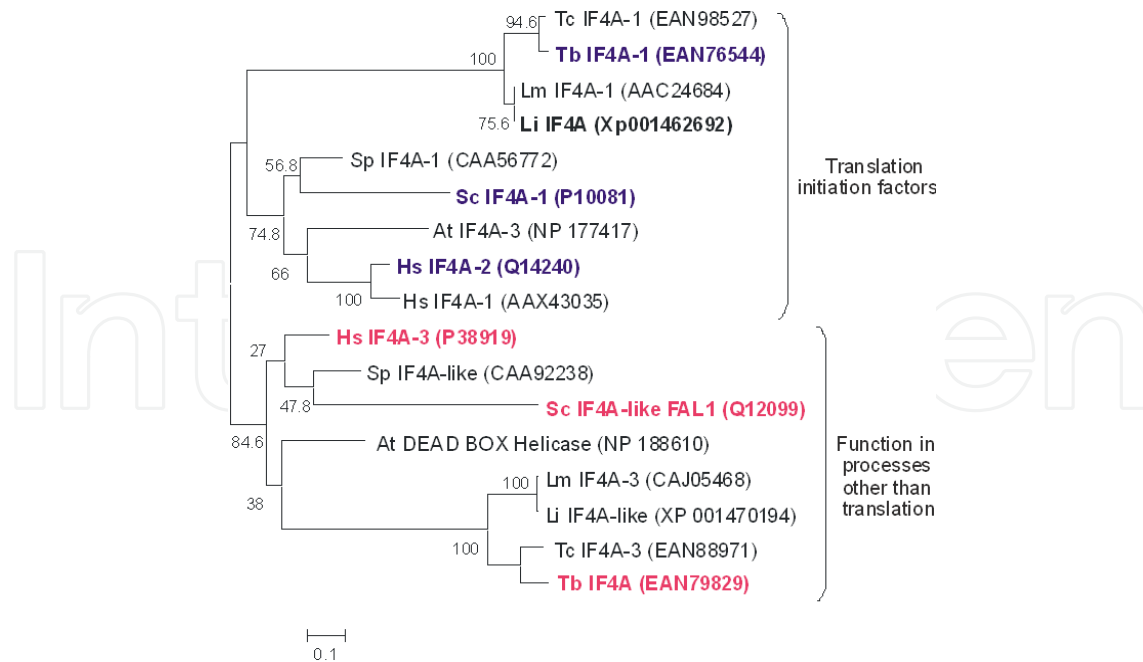 94.6
Tc IF4A-1 (EAN98527)
Tb IF4A-1 (EAN76544)
100
Lm IF4A-1 (AAC24684)
75.6
Li IF4A (Xp001462692)
Sp IF4A-1 (CAA56772)
56.8
Sc IF4A-1 (P10081)
Translation
initiation factors
At IF4A-3 (NP 177417)
74.8
Hs IF4A-2 (Q14240)
66
100
Hs IF4A-1 (AAX43035)
Hs IF4A-3 (P38919)
27
Sp IF4A-like (CAA92238)
47.8
Sc IF4A-like FAL1 (Q12099)
84.6
At DEAD BOX Helicase (NP 188610)
Function in
processes
other than
translation
100
Lm IF4A-3 (CAJ05468)
38
Li IF4A-like (XP 001470194)
100
Tc IF4A-3 (EAN88971)
Tb IF4A (EAN79829)
0.1